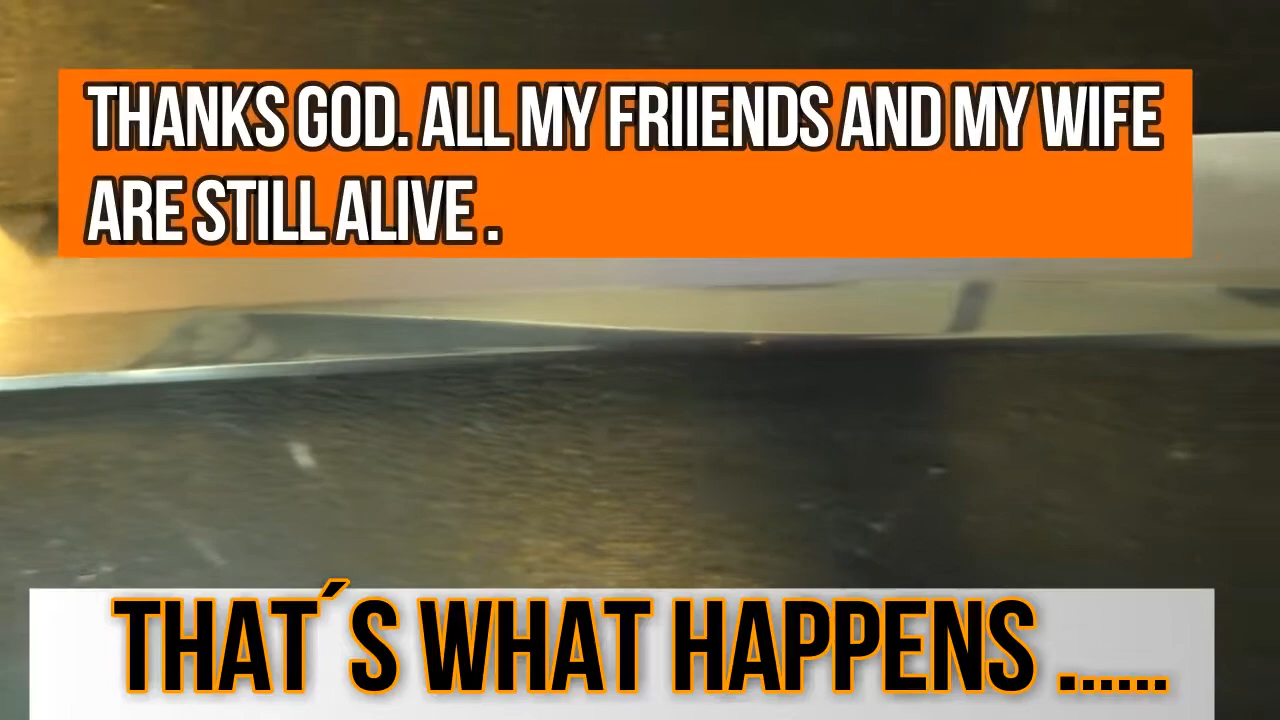 THANKS GOD. ALL MY FRIIENDS AND MY WIFE
ARE STILL ALIVE .
THAT´S WHAT HAPPENS ......